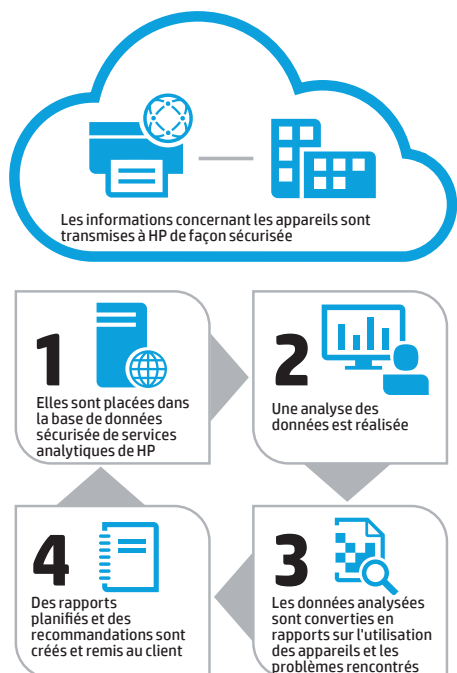 Les informations concernant les appareils sont
transmises à HP de façon sécurisée
1
Elles sont placées dans
la base de données
sécurisée de services
analytiques de HP
2
Une analyse des
données est réalisée
4
Des rapports
planifiés et des
recommandations sont
créés et remis au client
3
Les données analysées
sont converties en
rapports sur l'utilisation
des appareils et les
problèmes rencontrés